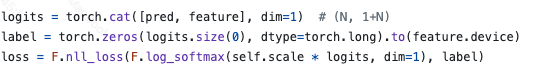 logits = torch.cat([pred, feature], dim=1)  # (N, 1+N)
label = torch.zeros(logits.size(0), dtype=torch.long).to(feature.device)
loss = F.nll_loss(F.log_softmax(self.scale * logits, dim=1), label)